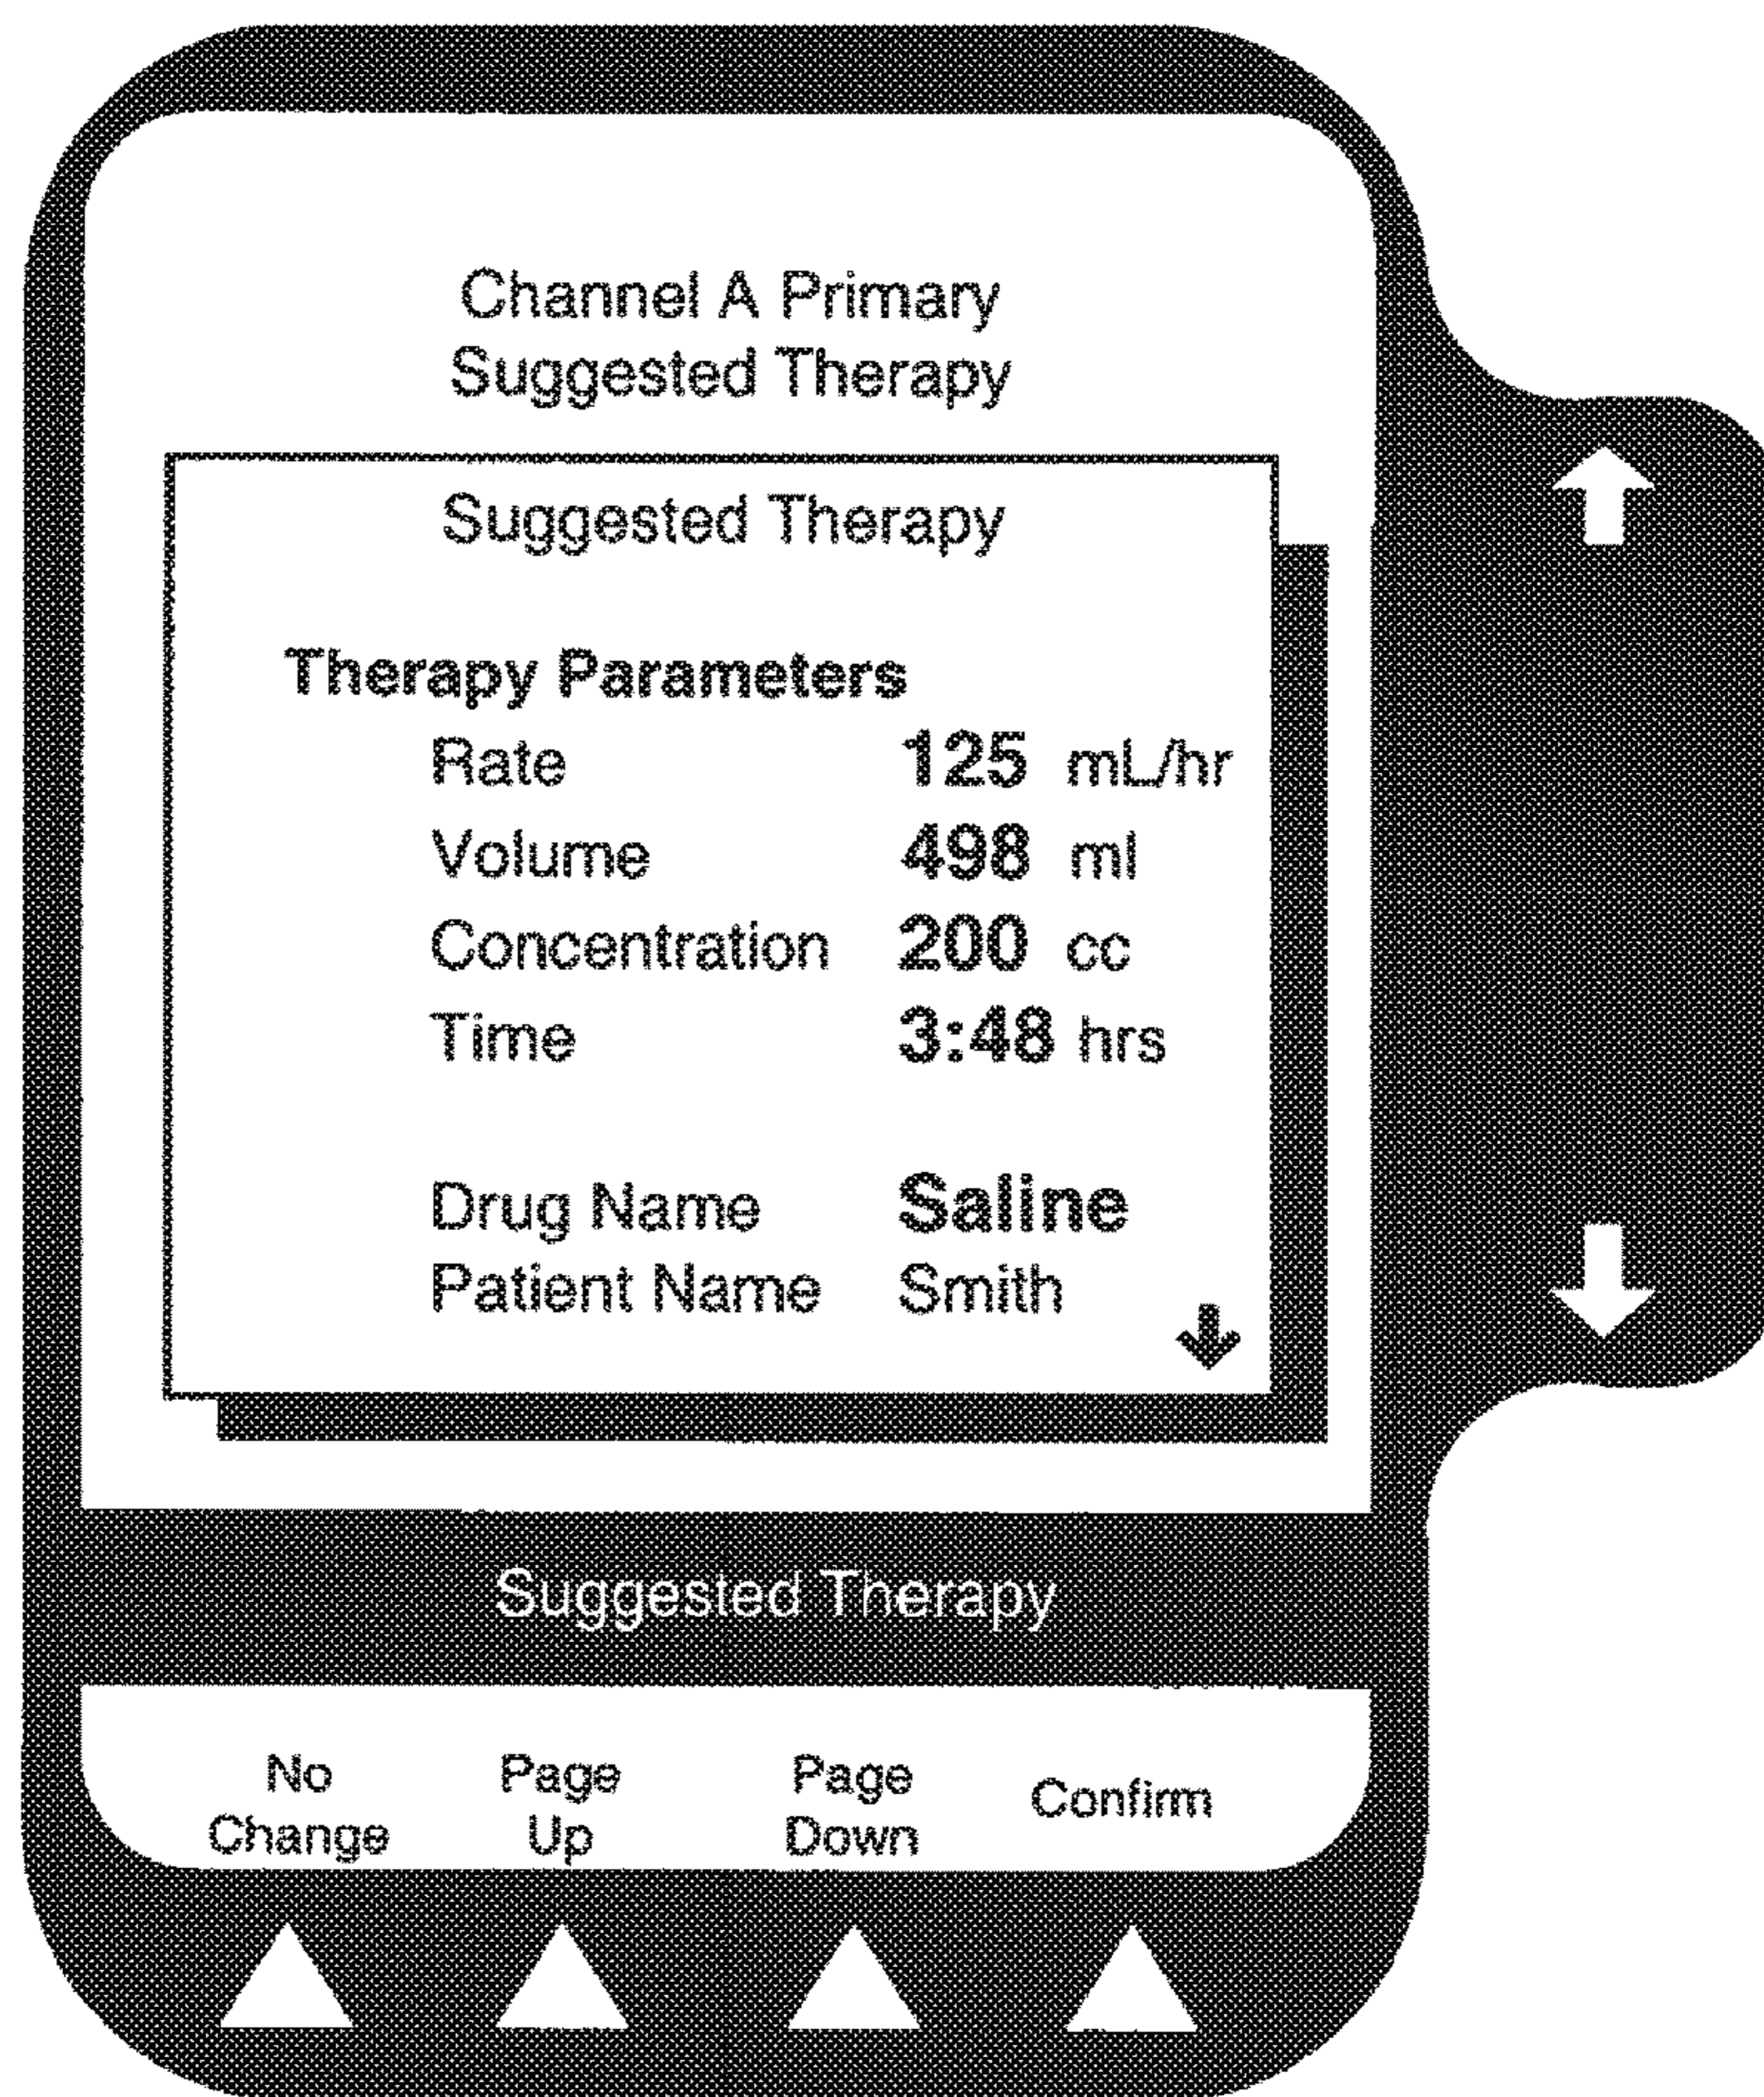 Channel A Primary
Suggested Therapy
Suggested Therapy
Therapy Parameters
Rate 125 mL/hr
Volume 498 ml
Concentration 200 cc
Time 3:48 hrs
Drug Name Saline
Patient Name Smith
Suggested Therapy
No Change
Page Up
Page Down
Confirm